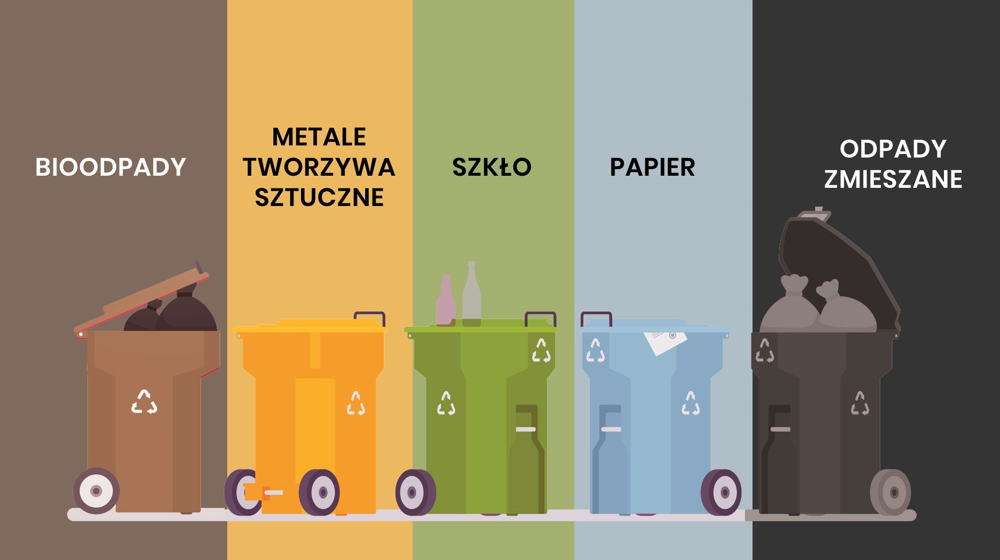 BIOODPADY
METALE
TWORZYWA
SZTUCZNE
SZKŁO
PAPIER
ODPADY
ZMIESZANE